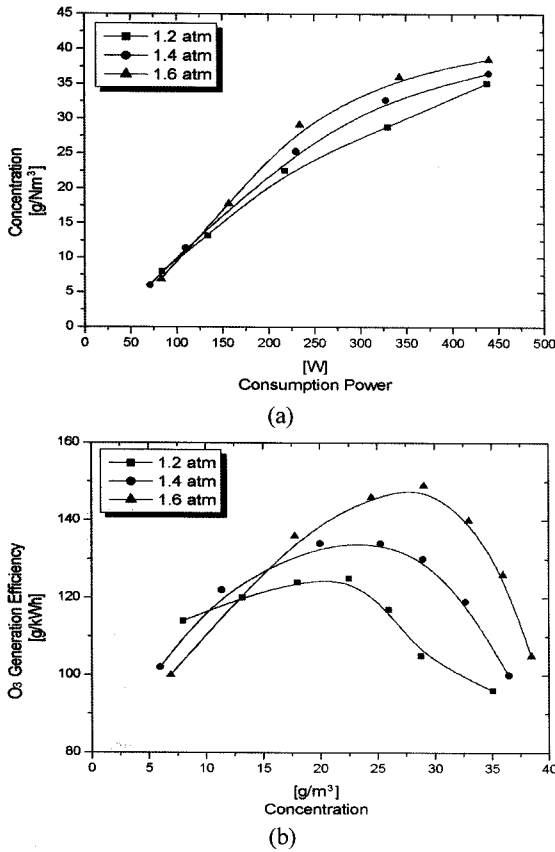 1.2 atm
1.4 atm
1.6 atm
Concentration
[g/Nm³]
45
40
35
30
25
20
15
10
5
0
0 50 100 150 200 250 300 350 400 450 500
[W]
Consumption Power
(a)
1.2 atm
1.4 atm
1.6 atm
O₃ Generation Efficiency
[g/kWh]
160
140
120
100
80
0 5 10 15 20 25 30 35 40
[g/m³]
Concentration
(b)